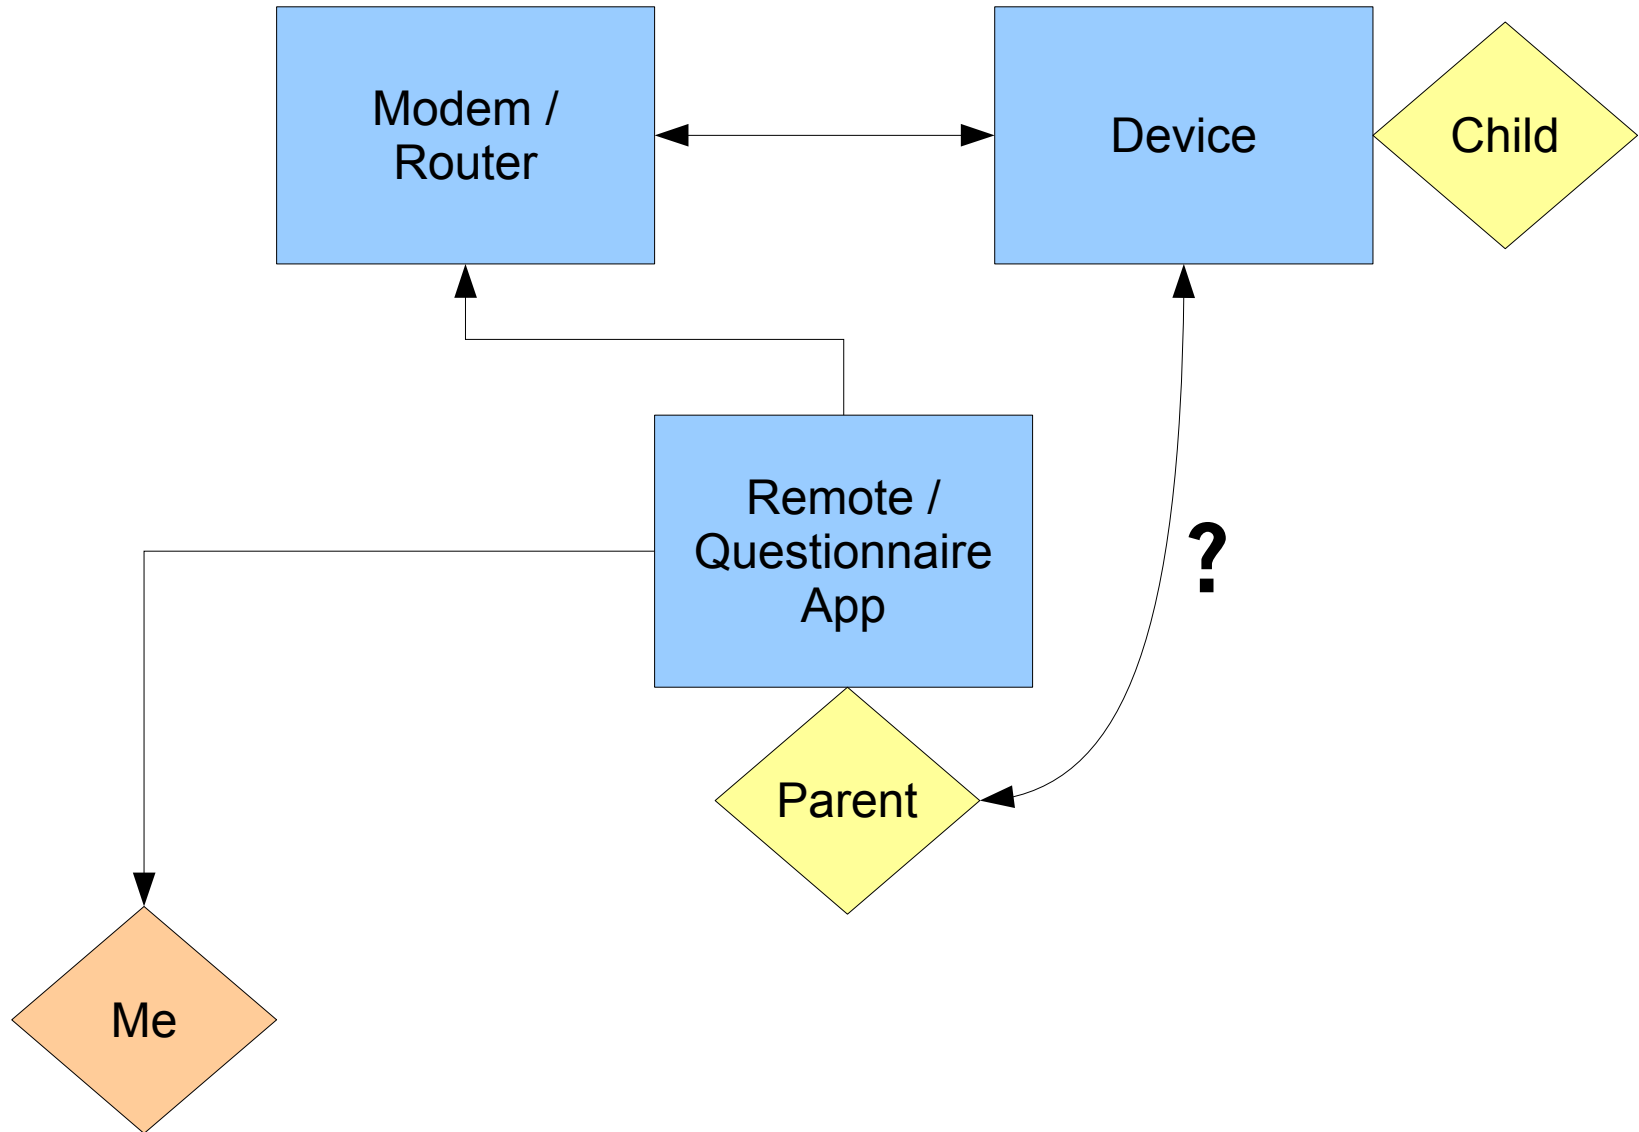 Modem /
Router
Device
Child
Remote /
Questionnaire
App
?
Parent
Me